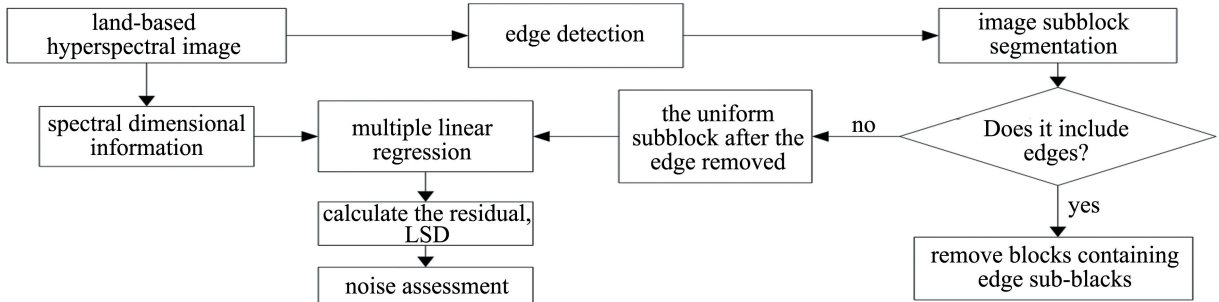 land-based
hyperspectral image
edge detection
image subblock
segmentation
spectral dimensional
information
multiple linear
regression
the uniform
subblock after the
edge removed
no
Does it include
edges?
yes
calculate the residual,
LSD
noise assessment
remove blocks containing
edge sub-blacks